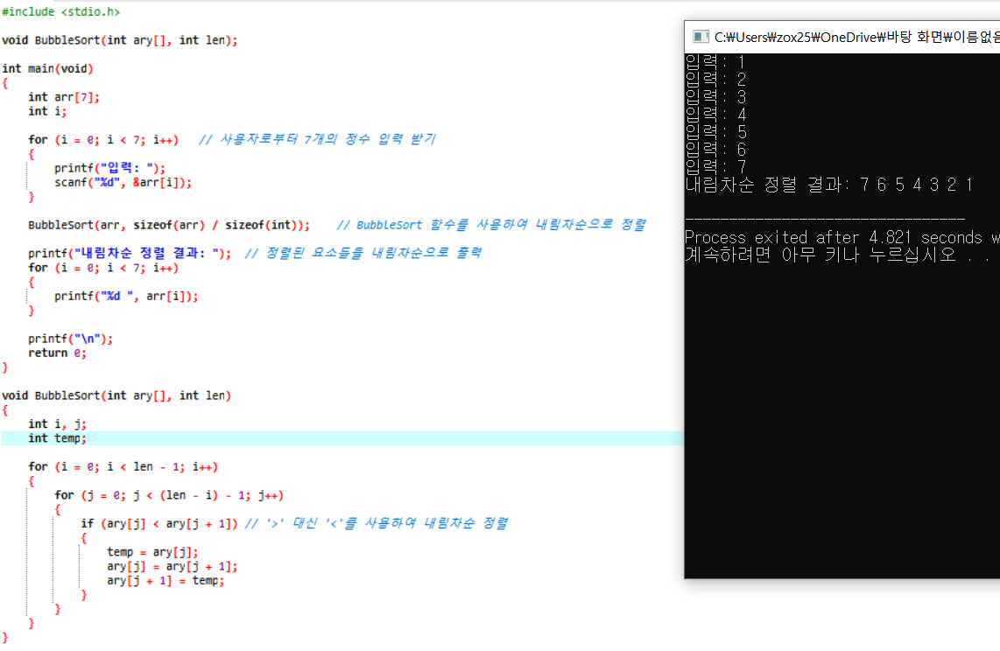 #include <stdio.h>
void BubbleSort(int ary[], int len);
int main(void)
{
int arr[7];
int i;
for (i = 0; i < 7; i++) // 사용자로부터 7개의 정수 입력 받기
{
printf("입력: ");
scanf("%d", &arr[i]);
}
BubbleSort(arr, sizeof(arr) / sizeof(int)); // BubbleSort 함수를 사용하여 내림차순으로 정렬
printf("내림차순 정렬 결과: "); // 정렬된 요소들을 내림차순으로 출력
for (i = 0; i < 7; i++)
{
printf("%d ", arr[i]);
}
printf("\n");
return 0;
}
void BubbleSort(int ary[], int len)
{
int i, j;
int temp;
for (i = 0; i < len - 1; i++)
{
for (j = 0; j < (len - i) - 1; j++)
{
if (ary[j] < ary[j + 1]) // '>' 대신 '<'를 사용하여 내림차순 정렬
{
temp = ary[j];
ary[j] = ary[j + 1];
ary[j + 1] = temp;
}
}
}
}
C:₩Users₩zox25₩OneDrive₩바탕 화면₩이름없음
입력: 1
입력: 2
입력: 3
입력: 4
입력: 5
입력: 6
입력: 7
내림차순 정렬 결과: 7 6 5 4 3 2 1
--------------------------------
Process exited after 4.821 seconds w
계속하려면 아무 키나 누르십시오 . .